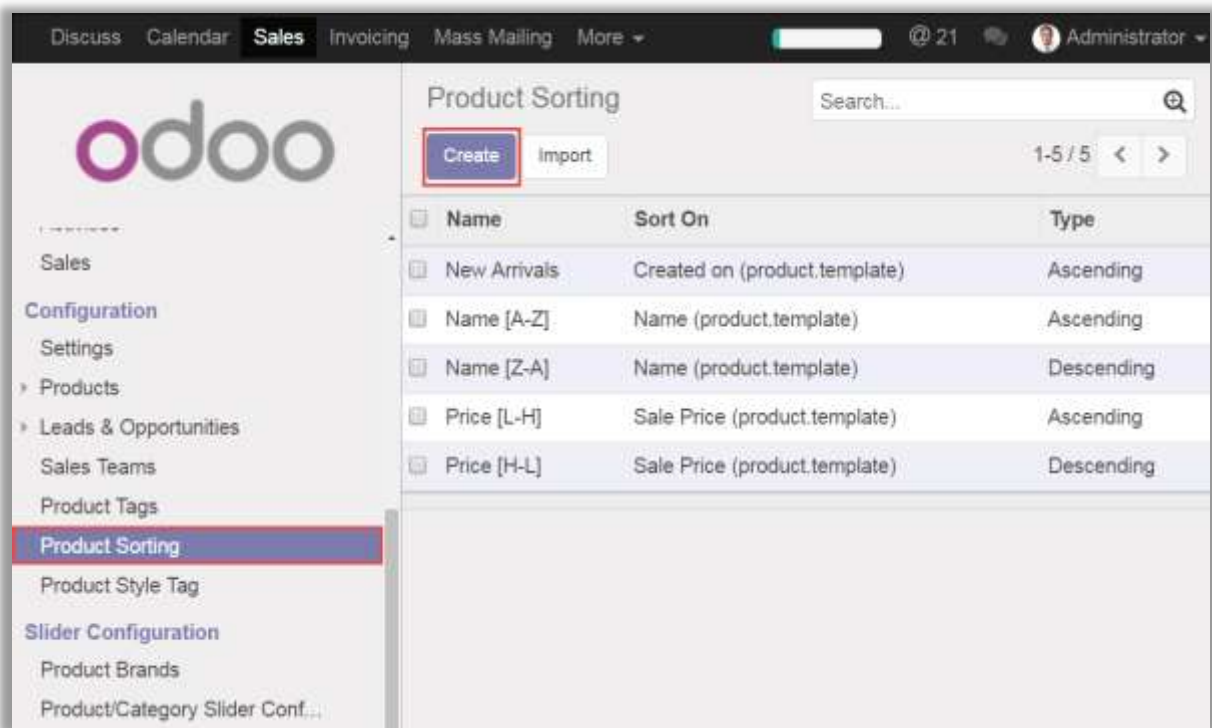 Discuss Calendar Sales Invoicing Mass Mailing More @ 21 Administrator
odoo
Sales
Configuration
Settings
Products
Leads & Opportunities
Sales Teams
Product Tags
Product Sorting
Product Style Tag
Slider Configuration
Product Brands
Product/Category Slider Conf...
Product Sorting Search...
Create Import 1-5 / 5
Name Sort On Type
New Arrivals Created on (product.template) Ascending
Name [A-Z] Name (product.template) Ascending
Name [Z-A] Name (product.template) Descending
Price [L-H] Sale Price (product.template) Ascending
Price [H-L] Sale Price (product.template) Descending